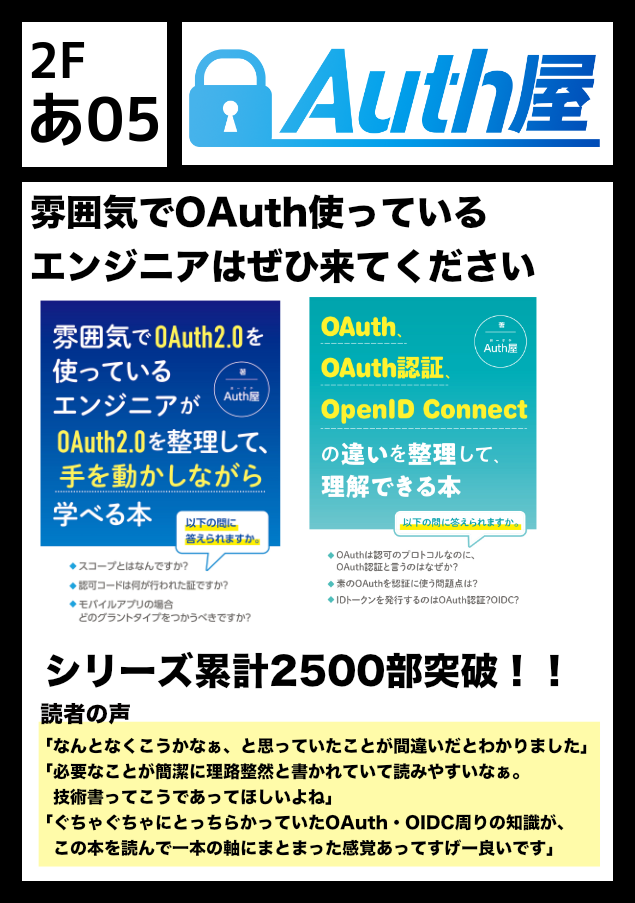 2F
あ05
Auth屋
雰囲気でOAuth使っている
エンジニアはぜひ来てください
雰囲気でOAuth2.0を
使っている
エンジニアが
OAuth2.0を整理して、
手を動かしながら
学べる本
著
Auth屋
以下の問に
答えられますか。
◆スコープとはなんですか?
◆認可コードは何が行われた証ですか?
◆モバイルアプリの場合
どのグラントタイプをつかうべきですか?
OAuth、
OAuth認証、
OpenID Connect
の違いを整理して、
理解できる本
著
Auth屋
以下の問に答えられますか。
◆OAuthは認可のプロトコルなのに、
OAuth認証と言うのはなぜか?
◆素のOAuthを認証に使う問題点は?
◆IDトークンを発行するのはOAuth認証?OIDC?
シリーズ累計2500部突破！！
読者の声
「なんとなくこうかなぁ、と思っていたことが間違いだとわかりました」
「必要なことが簡潔に理路整然と書かれていて読みやすいなぁ。
技術書ってこうであってほしいよね」
「ぐちゃぐちゃにとっちらかっていたOAuth・OIDC周りの知識が、
この本を読んで一本の軸にまとまった感覚あってすげー良いです」